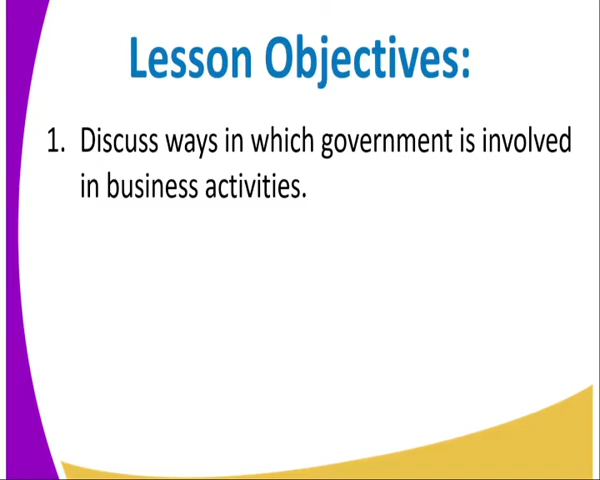 Lesson Objectives:
1. Discuss ways in which government is involved
in business activities.